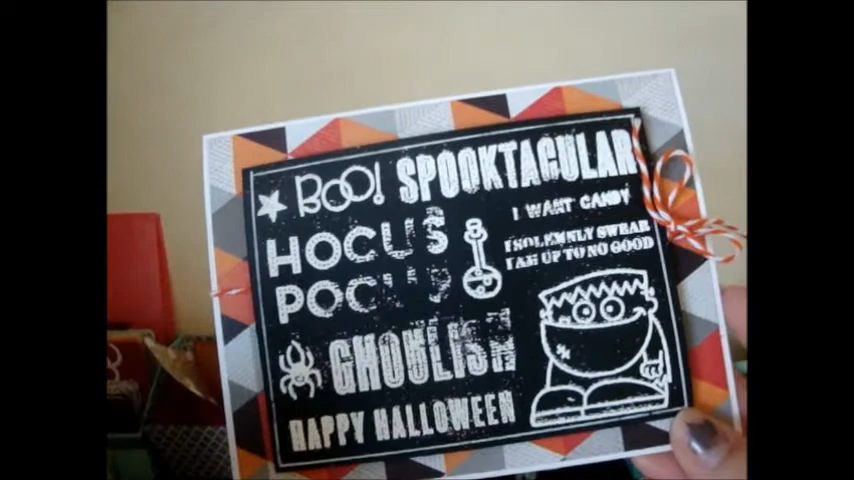 BOO! SPOOKTACULAR
I WANT CANDY
HOCUS
POCUS
I SOLEMNLY SWEAR
I AM UP TO NO GOOD
GHOULISH
HAPPY HALLOWEEN